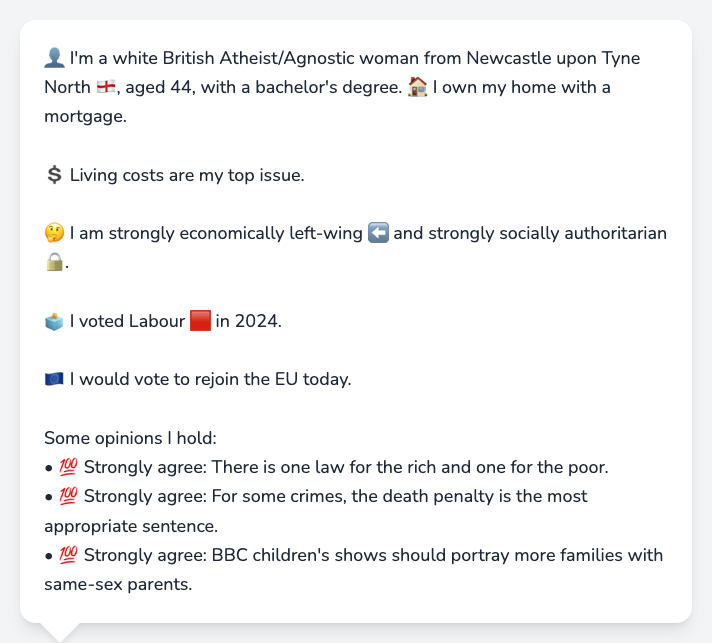 👤 I'm a white British Atheist/Agnostic woman from Newcastle upon Tyne
North 🏴󠁧󠁢󠁥󠁮󠁧󠁿, aged 44, with a bachelor's degree. 🏠 I own my home with a
mortgage.
💲 Living costs are my top issue.
🤔 I am strongly economically left-wing ⬅️ and strongly socially authoritarian
🔒.
🗳️ I voted Labour 🟥 in 2024.
🇪🇺 I would vote to rejoin the EU today.
Some opinions I hold:
• 💯 Strongly agree: There is one law for the rich and one for the poor.
• 💯 Strongly agree: For some crimes, the death penalty is the most
appropriate sentence.
• 💯 Strongly agree: BBC children's shows should portray more families with
same-sex parents.